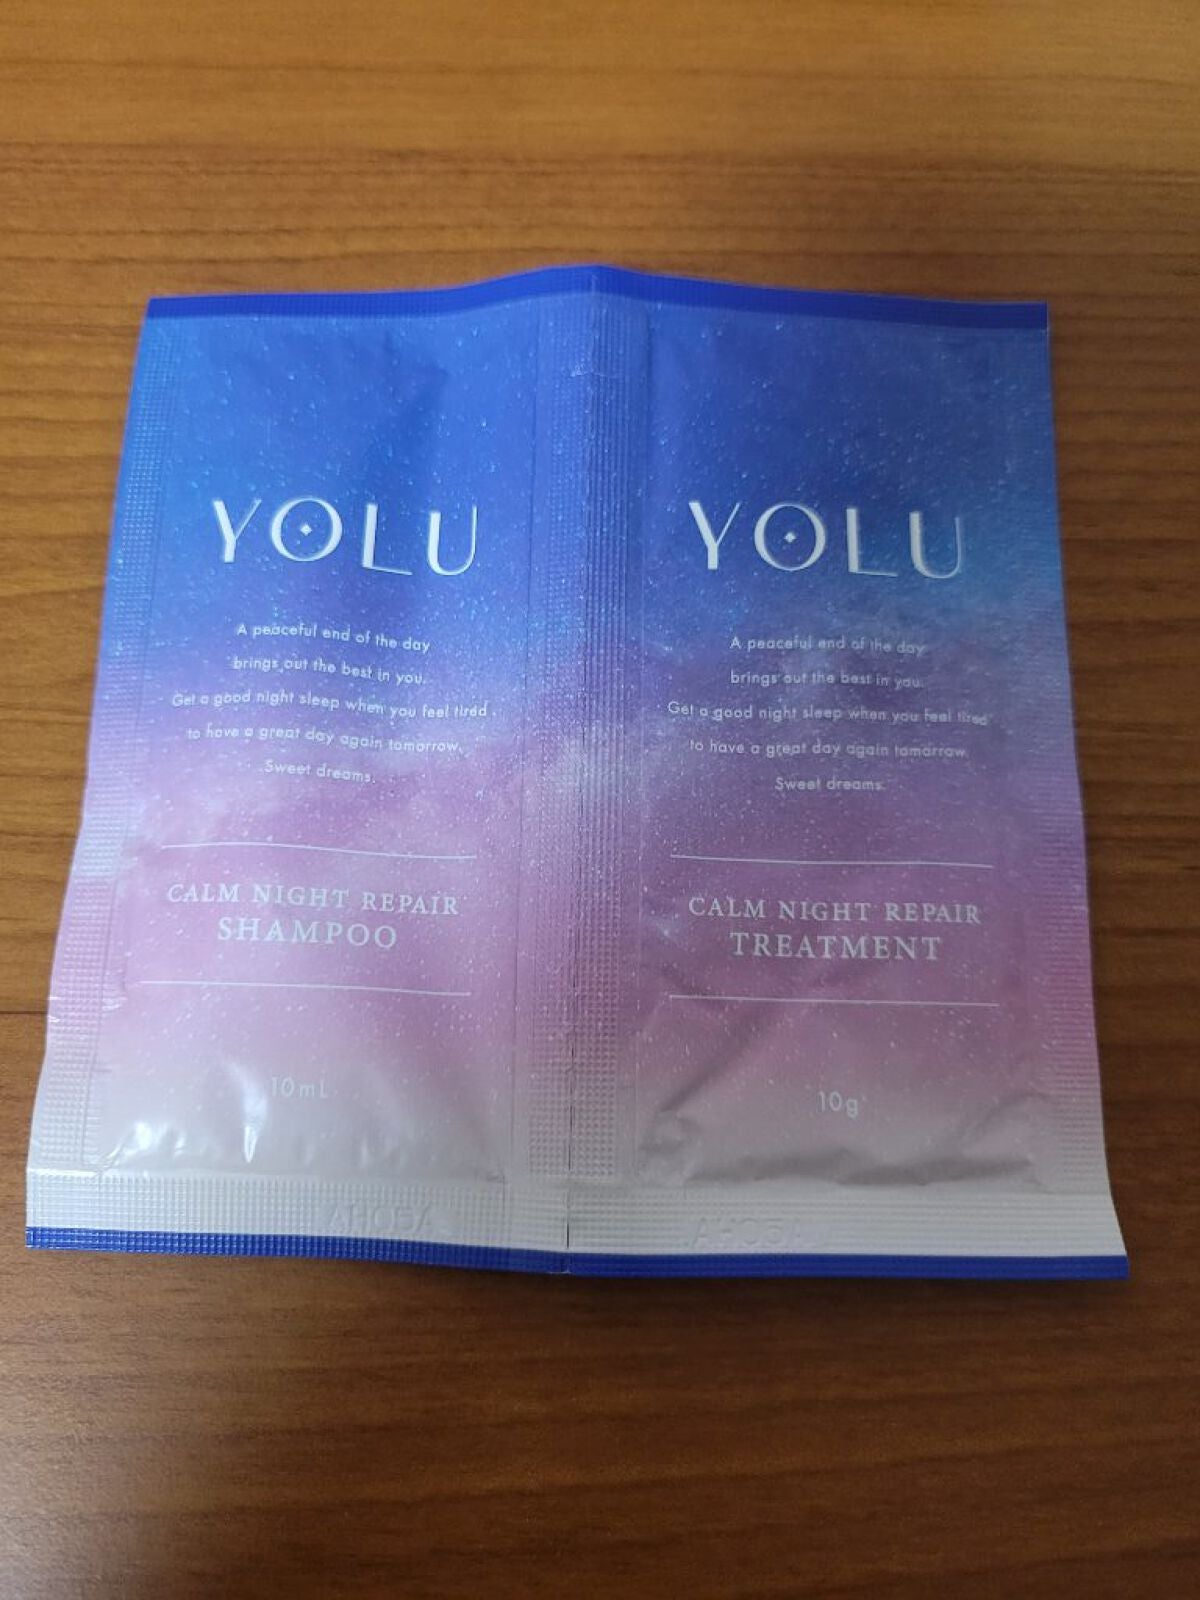 YOLU
A peaceful end of the day
brings out the best in you.
Get a good night sleep when you feel tired
to have a great day again tomorrow.
Sweet dreams.
CALM NIGHT REPAIR
SHAMPOO
10mL
YOLU
A peaceful end of the day
brings out the best in you.
Get a good night sleep when you feel tired
to have a great day again tomorrow.
Sweet dreams.
CALM NIGHT REPAIR
TREATMENT
10g